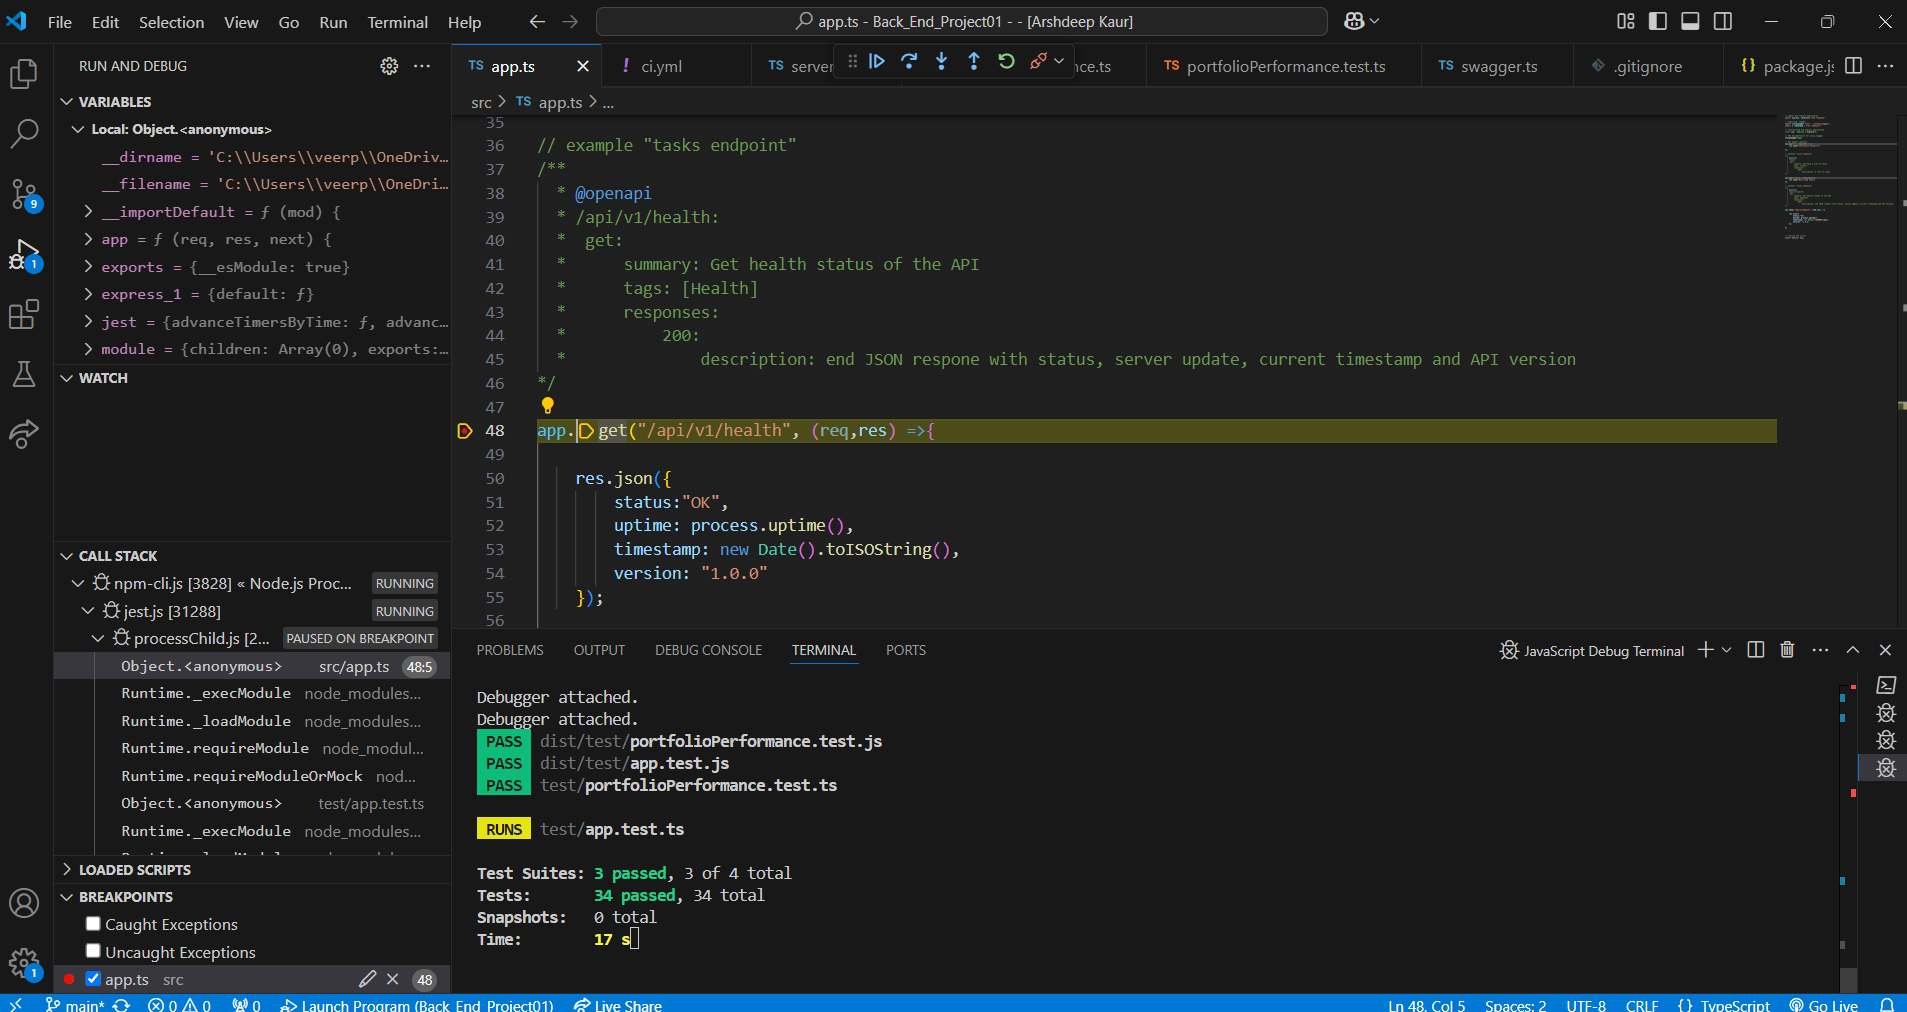 File Edit Selection View Go Run Terminal Help
app.ts - Back_End_Project01 - - [Arshdeep Kaur]
RUN AND DEBUG
VARIABLES
Local: Object.<anonymous>
__dirname = 'C:\\Users\\veerp\\OneDriv…
__filename = 'C:\\Users\\veerp\\OneDri…
__importDefault = ƒ (mod) {
app = ƒ (req, res, next) {
exports = {__esModule: true}
express_1 = {default: ƒ}
jest = {advanceTimersByTime: ƒ, advanc…
module = {children: Array(0), exports:…
WATCH
CALL STACK
npm-cli.js [3828] « Node.js Proc... RUNNING
jest.js [31288] RUNNING
processChild.js [2... PAUSED ON BREAKPOINT
Object.<anonymous> src/app.ts 48:5
Runtime._execModule node_modules...
Runtime._loadModule node_modules...
Runtime.requireModule node_modul...
Runtime.requireModuleOrMock nod...
Object.<anonymous> test/app.test.ts
Runtime._execModule node_modules...
LOADED SCRIPTS
BREAKPOINTS
Caught Exceptions
Uncaught Exceptions
app.ts src 48
9
1
1
TS app.ts
! ci.yml
TS server
ce.ts
TS portfolioPerformance.test.ts
TS swagger.ts
.gitignore
{} package.js
src > TS app.ts > ...
35
36 // example "tasks endpoint"
37 /**
38 * @openapi
39 * /api/v1/health:
40 * get:
41 * summary: Get health status of the API
42 * tags: [Health]
43 * responses:
44 * 200:
45 * description: end JSON respone with status, server update, current timestamp and API version
46 */
47
48 app.get("/api/v1/health", (req,res) =>{
49
50 res.json({
51 status:"OK",
52 uptime: process.uptime(),
53 timestamp: new Date().toISOString(),
54 version: "1.0.0"
55 });
56
PROBLEMS OUTPUT DEBUG CONSOLE TERMINAL PORTS
JavaScript Debug Terminal
Debugger attached.
Debugger attached.
PASS dist/test/portfolioPerformance.test.js
PASS dist/test/app.test.js
PASS test/portfolioPerformance.test.ts
RUNS test/app.test.ts
Test Suites: 3 passed, 3 of 4 total
Tests: 34 passed, 34 total
Snapshots: 0 total
Time: 17 s
main* 0 0 0 Launch Program (Back_End_Project01) Live Share
Ln 48, Col 5 Spaces: 2 UTF-8 CRLF {} TypeScript Go Live